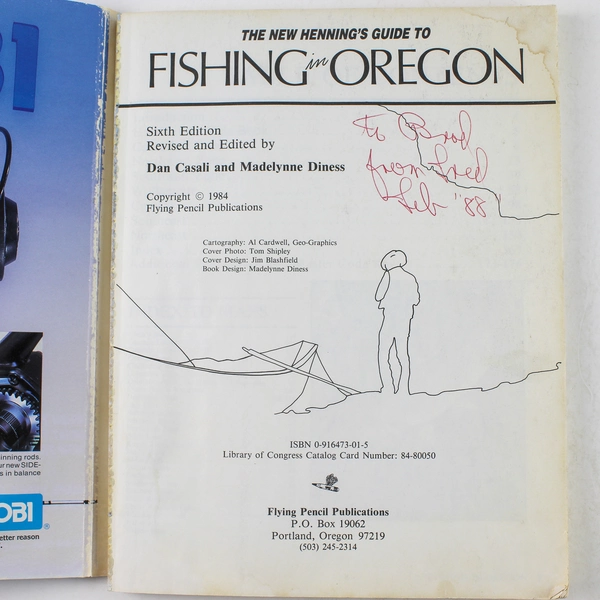 THE NEW HENNING'S GUIDE TO
FISHING in OREGON
Sixth Edition
Revised and Edited by
Dan Casali and Madelynne Diness
Copyright © 1984
Flying Pencil Publications
to Brad
from Fred
Feb "88"
Cartography: Al Cardwell, Geo-Graphics
Cover Photo: Tom Shipley
Cover Design: Jim Blashfield
Book Design: Madelynne Diness
ISBN 0-916473-01-5
Library of Congress Catalog Card Number: 84-80050
Flying Pencil Publications
P.O. Box 19062
Portland, Oregon 97219
(503) 245-2314
inning rods.
ur new SIDE-
s in balance
OBI ®
etter reason